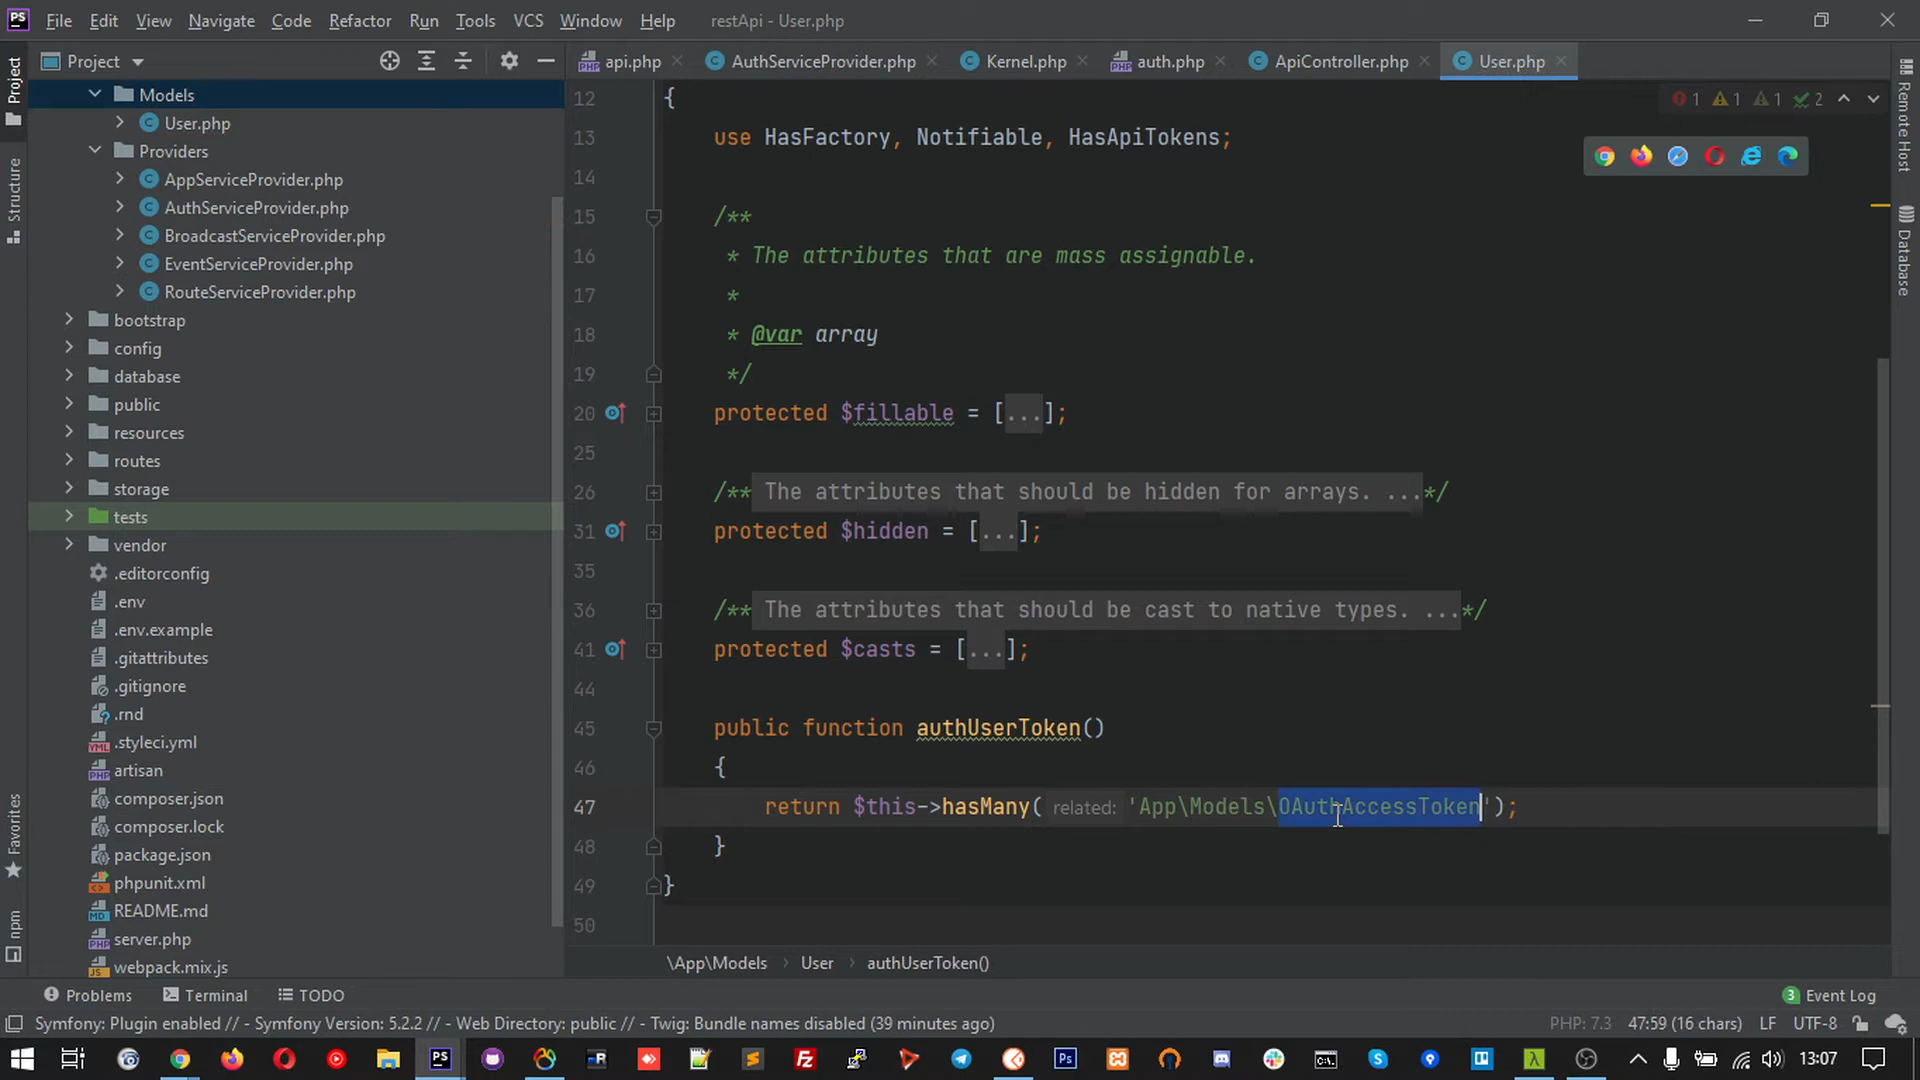 File Edit View Navigate Code Refactor Run Tools VCS Window Help restApi - User.php
Project
api.php AuthServiceProvider.php Kernel.php auth.php ApiController.php User.php
Models
User.php
Providers
AppServiceProvider.php
AuthServiceProvider.php
BroadcastServiceProvider.php
EventServiceProvider.php
RouteServiceProvider.php
bootstrap
config
database
public
resources
routes
storage
tests
vendor
.editorconfig
.env
.env.example
.gitattributes
.gitignore
.rnd
.styleci.yml
artisan
composer.json
composer.lock
package.json
phpunit.xml
README.md
server.php
webpack.mix.js
Project
Structure
Favorites
npm
12 {
13 use HasFactory, Notifiable, HasApiTokens;
14
15 /**
16 * The attributes that are mass assignable.
17 *
18 * @var array
19 */
20 protected $fillable = [...];
25
26 /** The attributes that should be hidden for arrays. ...*/
31 protected $hidden = [...];
35
36 /** The attributes that should be cast to native types. ...*/
41 protected $casts = [...];
44
45 public function authUserToken()
46 {
47 return $this->hasMany( related: 'App\Models\OAuthAccessToken');
48 }
49 }
50
1 1 1 2
Remote Host
Database
\App\Models User authUserToken()
Problems Terminal TODO 3 Event Log
Symfony: Plugin enabled // - Symfony Version: 5.2.2 // - Web Directory: public // - Twig: Bundle names disabled (39 minutes ago) PHP: 7.3 47:59 (16 chars) LF UTF-8
13:07